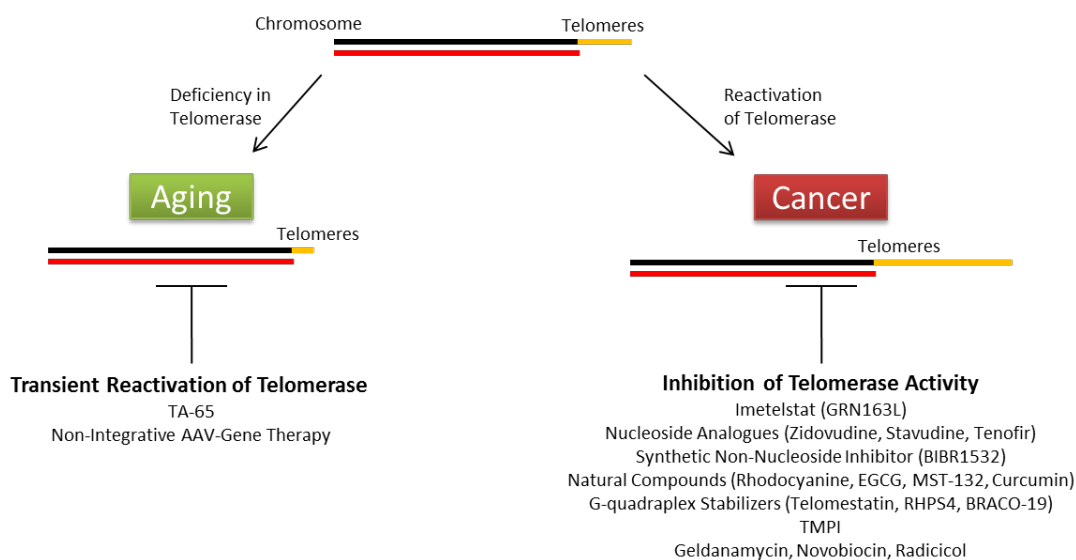 Chromosome
Telomeres
Deficiency in
Telomerase
Reactivation
of Telomerase
Aging
Cancer
Telomeres
Telomeres
Transient Reactivation of Telomerase
TA-65
Non-Integrative AAV-Gene Therapy
Inhibition of Telomerase Activity
Imetelstat (GRN163L)
Nucleoside Analogues (Zidovudine, Stavudine, Tenofir)
Synthetic Non-Nucleoside Inhibitor (BIBR1532)
Natural Compounds (Rhodocyanine, EGCG, MST-132, Curcumin)
G-quadraplex Stabilizers (Telomestatin, RHPS4, BRACO-19)
TMPI
Geldanamycin, Novobiocin, Radicicol